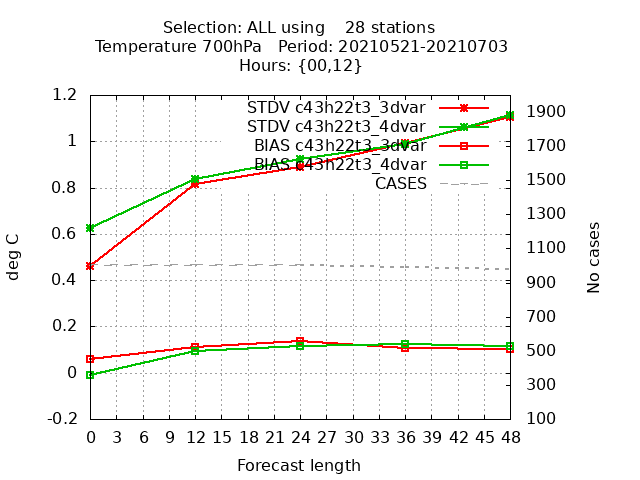 Selection: ALL using    28 stations
Temperature 700hPa   Period: 20210521-20210703
Hours: {00,12}
STDV c43h22t3_3dvar
STDV c43h22t3_4dvar
BIAS c43h22t3_3dvar
BIAS c43h22t3_4dvar
CASES
deg C
1.2
1
0.8
0.6
0.4
0.2
0
-0.2
No cases
1900
1700
1500
1300
1100
900
700
500
300
100
0 3 6 9 12 15 18 21 24 27 30 33 36 39 42 45 48
Forecast length